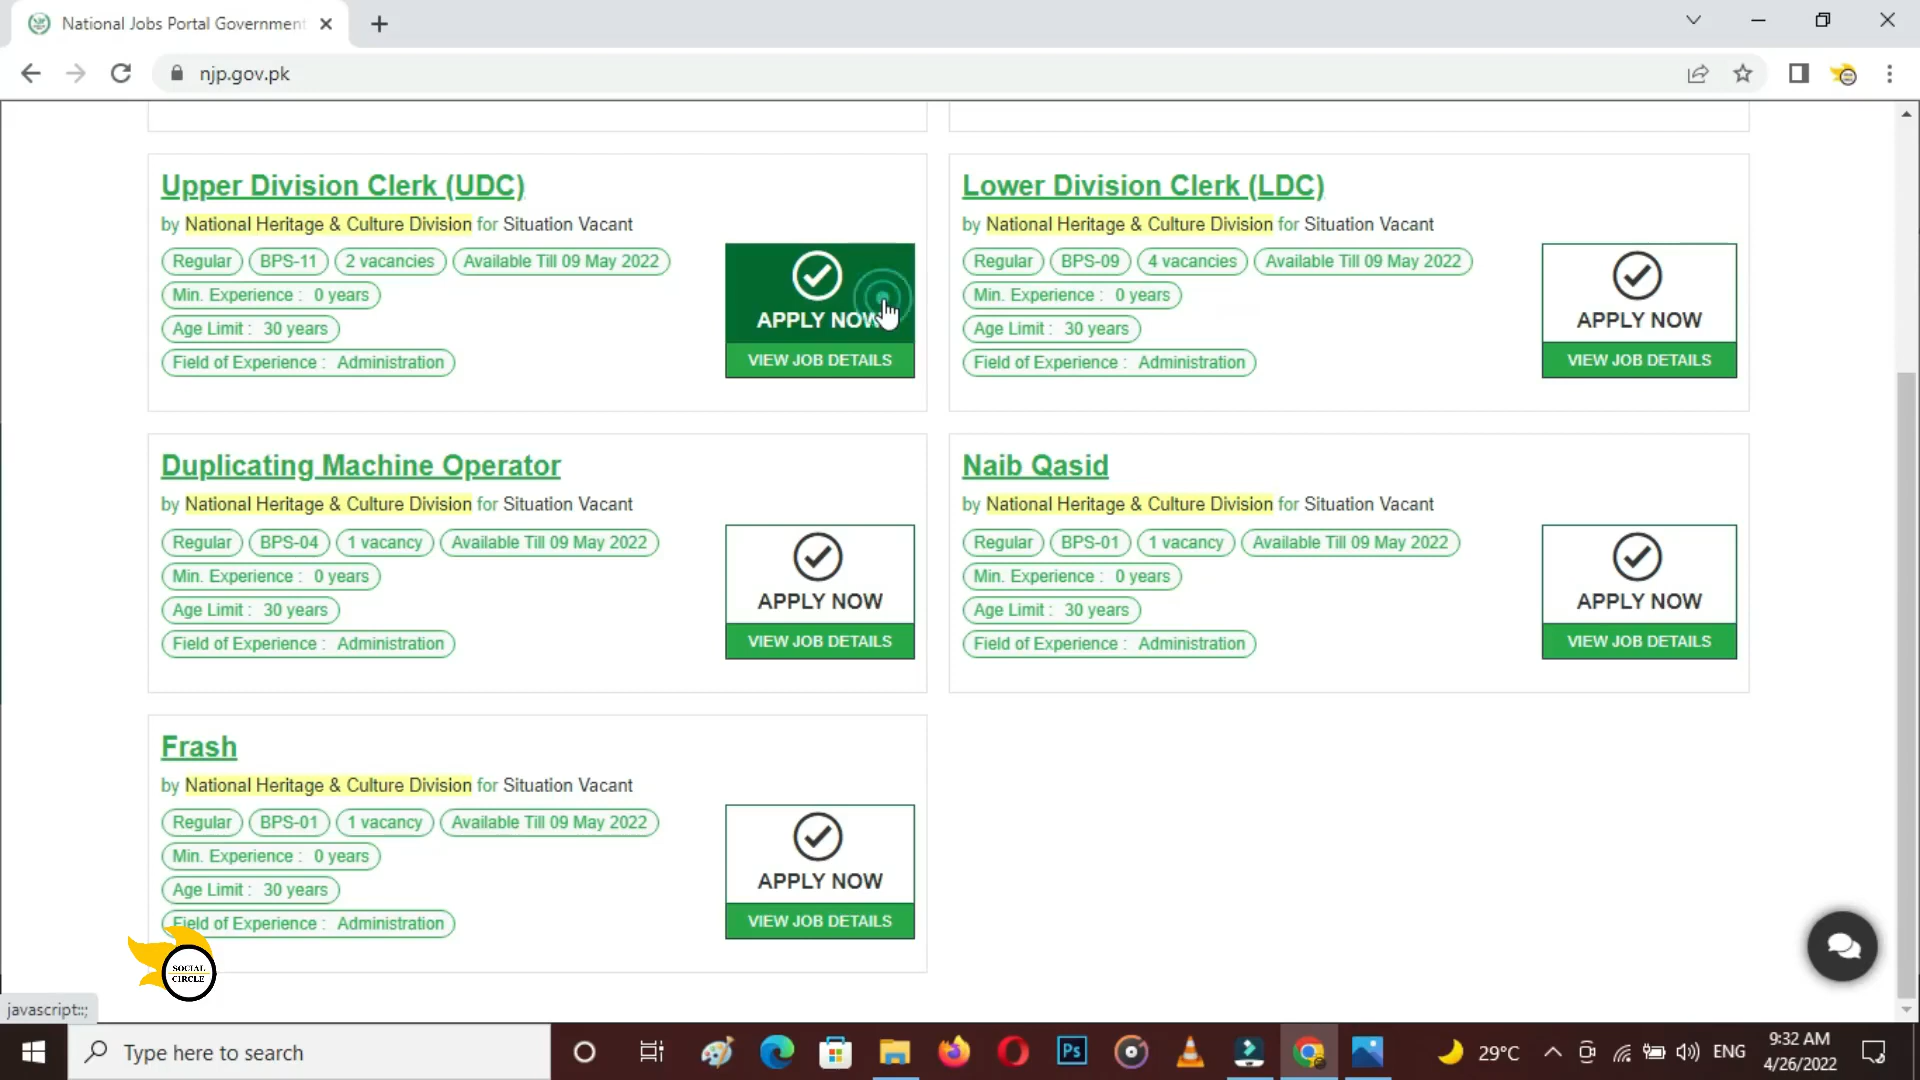 National Jobs Portal Government
njp.gov.pk
Upper Division Clerk (UDC)
by National Heritage & Culture Division for Situation Vacant
Regular BPS-11 2 vacancies Available Till 09 May 2022
Min. Experience : 0 years
Age Limit : 30 years
Field of Experience : Administration
APPLY NOW
VIEW JOB DETAILS
Lower Division Clerk (LDC)
by National Heritage & Culture Division for Situation Vacant
Regular BPS-09 4 vacancies Available Till 09 May 2022
Min. Experience : 0 years
Age Limit : 30 years
Field of Experience : Administration
APPLY NOW
VIEW JOB DETAILS
Duplicating Machine Operator
by National Heritage & Culture Division for Situation Vacant
Regular BPS-04 1 vacancy Available Till 09 May 2022
Min. Experience : 0 years
Age Limit : 30 years
Field of Experience : Administration
APPLY NOW
VIEW JOB DETAILS
Naib Qasid
by National Heritage & Culture Division for Situation Vacant
Regular BPS-01 1 vacancy Available Till 09 May 2022
Min. Experience : 0 years
Age Limit : 30 years
Field of Experience : Administration
APPLY NOW
VIEW JOB DETAILS
Frash
by National Heritage & Culture Division for Situation Vacant
Regular BPS-01 1 vacancy Available Till 09 May 2022
Min. Experience : 0 years
Age Limit : 30 years
Field of Experience : Administration
APPLY NOW
VIEW JOB DETAILS
SOCIAL
CIRCLE
javascript:;
Type here to search
Ps
29°C
ENG
9:32 AM
4/26/2022